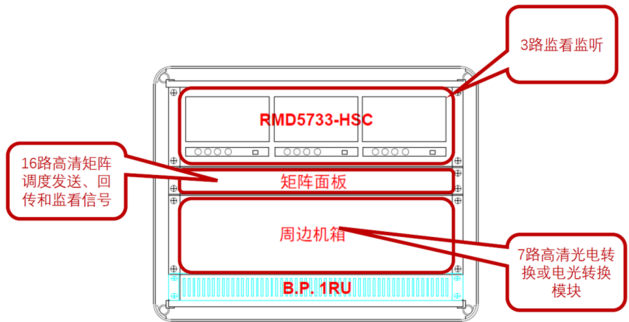 3路监看监听
RMD5733-HSC
16路高清矩阵
调度发送、回
传和监看信号
矩阵面板
周边机箱
7路高清光电转
换或电光转换
模块
B.P. 1RU